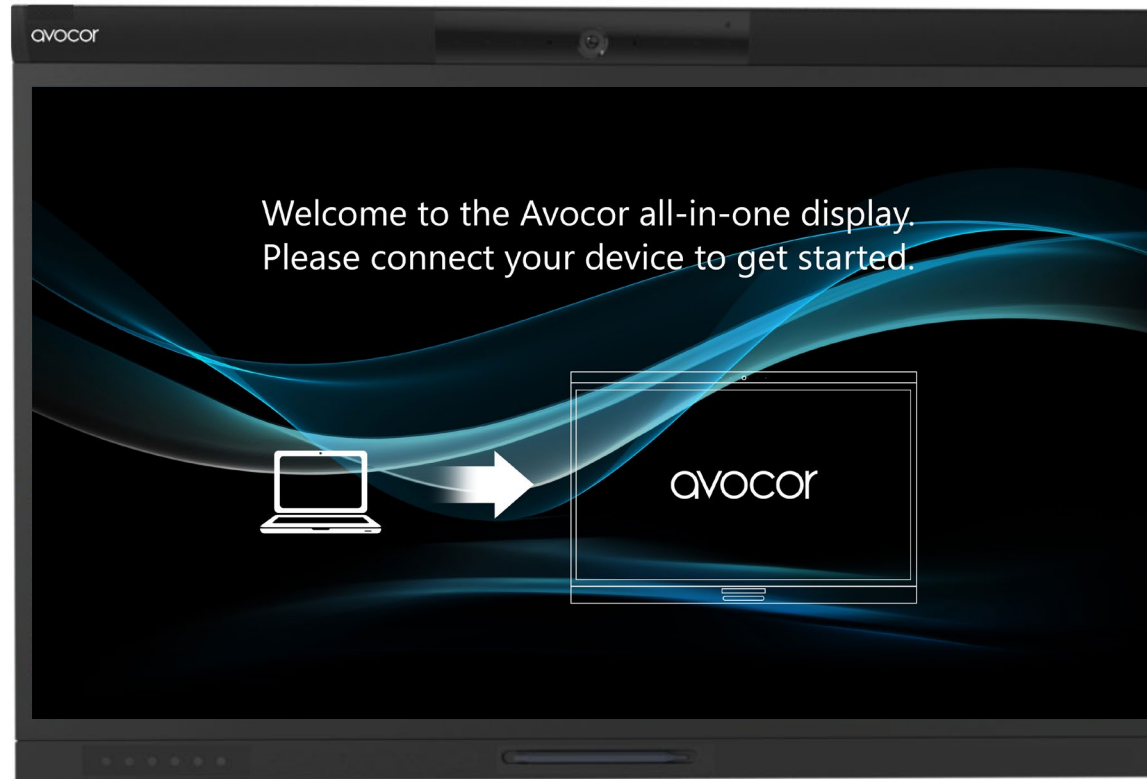 avocor
Welcome to the Avocor all-in-one display.
Please connect your device to get started.
avocor